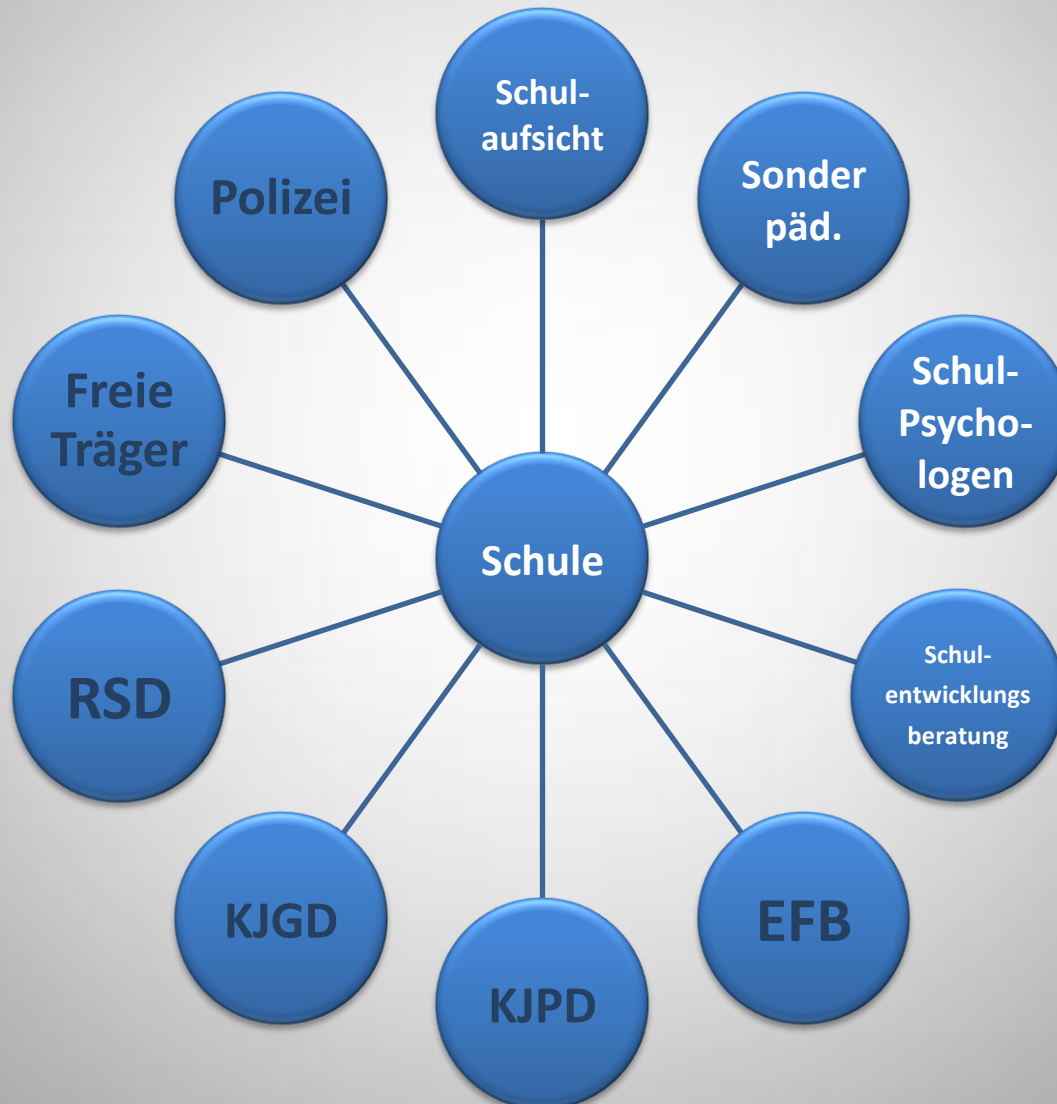 Schul-
aufsicht
Sonder
päd.
Schul-
Psycho-
logen
Schul-
entwicklungs
beratung
EFB
KJPD
KJGD
RSD
Freie
Träger
Polizei
Schule